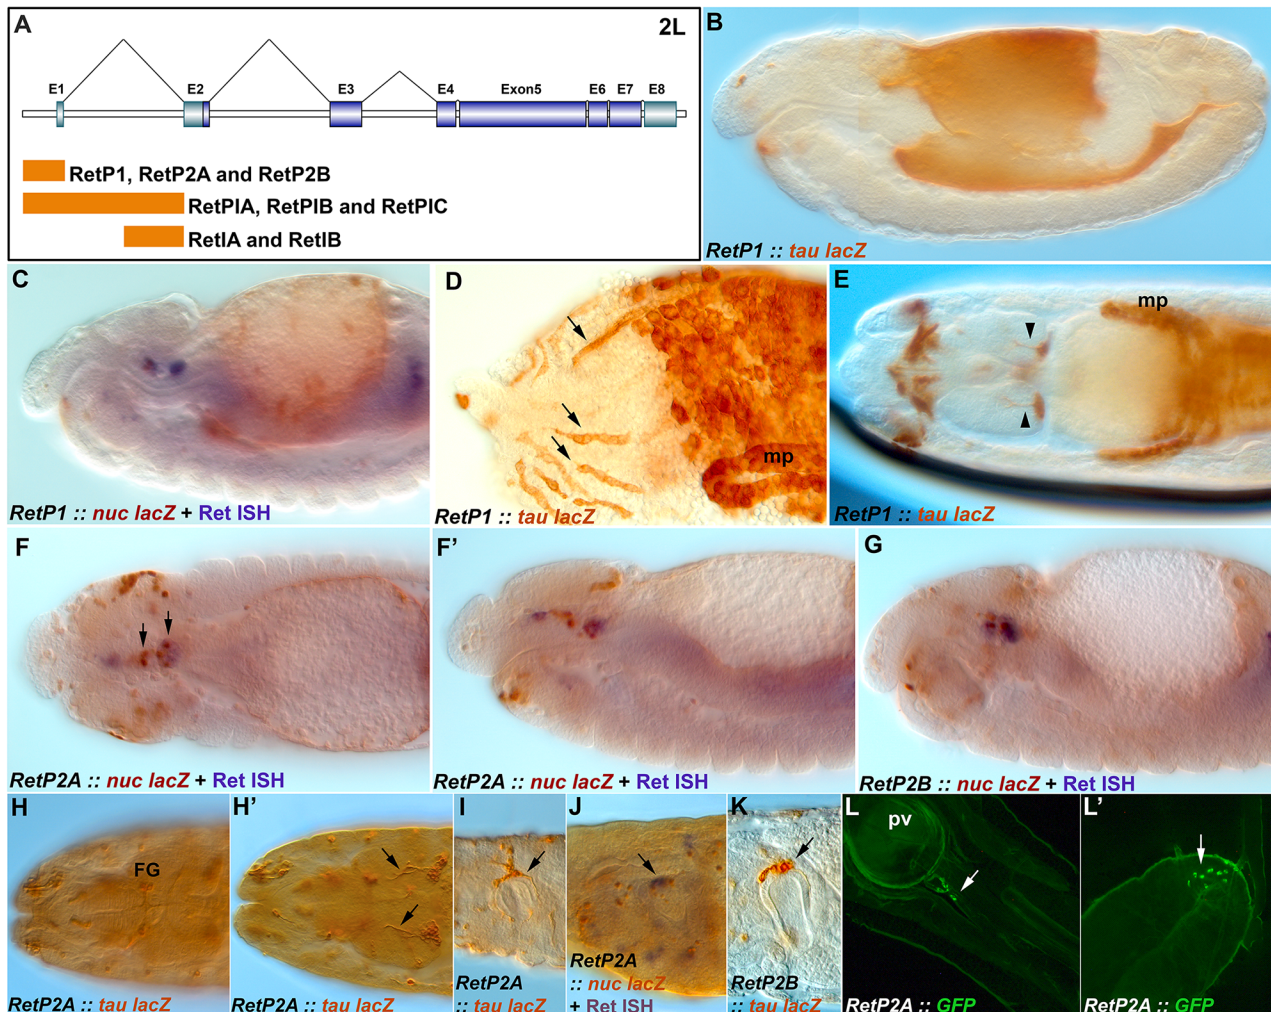 A
2L
E1
E2
E3
E4
Exon5
E6
E7
E8
RetP1, RetP2A and RetP2B
RetPIA, RetPIB and RetPIC
RetIA and RetIB
B
RetP1 :: tau lacZ
C
RetP1 :: nuc lacZ + Ret ISH
D
mp
RetP1 :: tau lacZ
E
mp
RetP1 :: tau lacZ
F
RetP2A :: nuc lacZ + Ret ISH
F’
RetP2A :: nuc lacZ + Ret ISH
G
RetP2B :: nuc lacZ + Ret ISH
H
FG
RetP2A :: tau lacZ
H’
RetP2A :: tau lacZ
I
RetP2A
:: tau lacZ
J
RetP2A
:: nuc lacZ
+ Ret ISH
K
RetP2B
:: tau lacZ
L
pv
RetP2A :: GFP
L’
RetP2A :: GFP